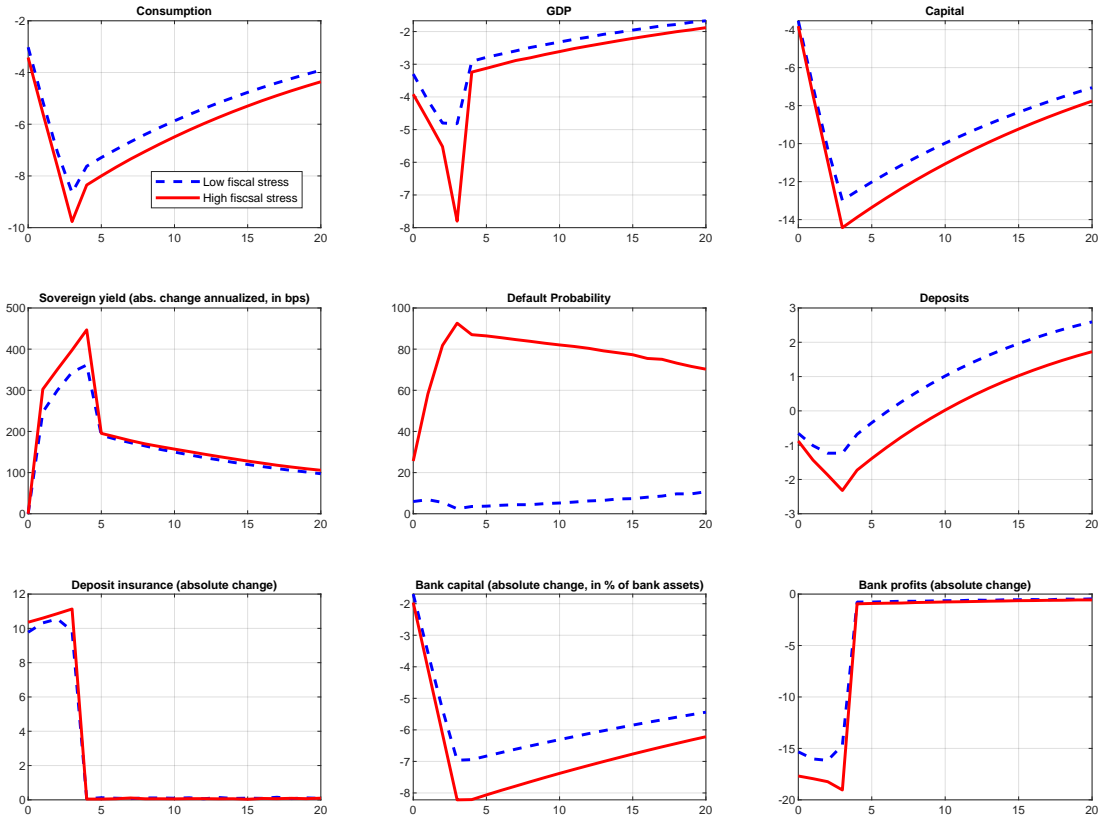 Consumption
-2
-4
-6
-8
-10
0 5 10 15 20
Low fiscal stress
High fiscsal stress
GDP
-2
-3
-4
-5
-6
-7
-8
0 5 10 15 20
Capital
-4
-6
-8
-10
-12
-14
0 5 10 15 20
Sovereign yield (abs. change annualized, in bps)
500
400
300
200
100
0
0 5 10 15 20
Default Probability
100
80
60
40
20
0
0 5 10 15 20
Deposits
3
2
1
0
-1
-2
-3
0 5 10 15 20
Deposit insurance (absolute change)
12
10
8
6
4
2
0
0 5 10 15 20
Bank capital (absolute change, in % of bank assets)
-2
-3
-4
-5
-6
-7
-8
0 5 10 15 20
Bank profits (absolute change)
0
-5
-10
-15
-20
0 5 10 15 20